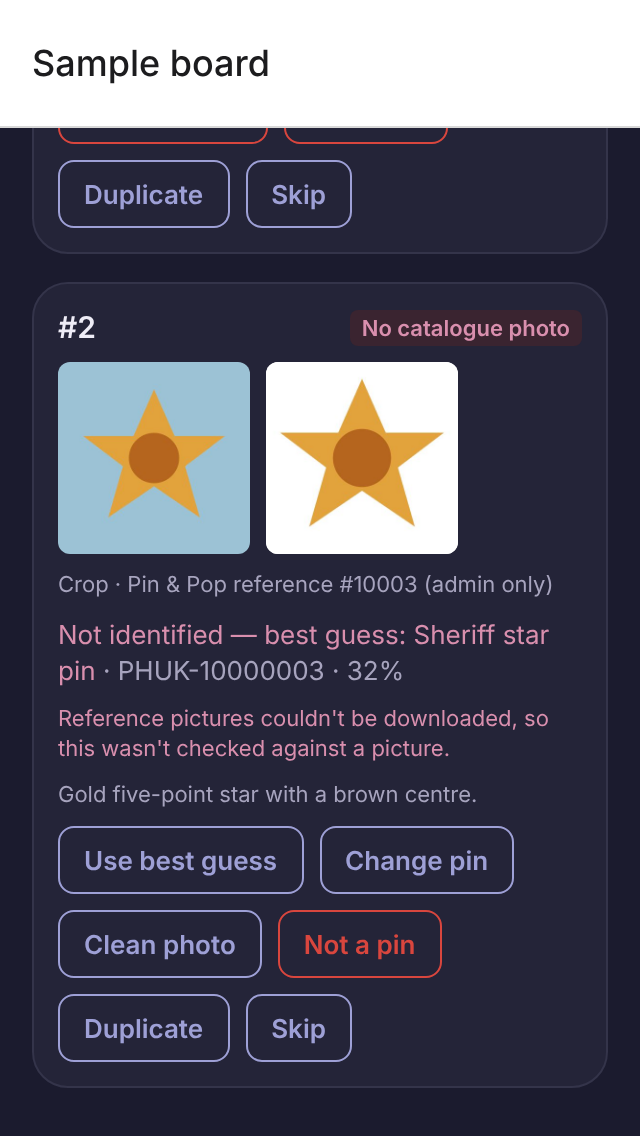 Sample board
Duplicate
Skip
#2
No catalogue photo
Crop · Pin & Pop reference #10003 (admin only)
Not identified — best guess: Sheriff star
pin · PHUK-10000003 · 32%
Reference pictures couldn't be downloaded, so
this wasn't checked against a picture.
Gold five-point star with a brown centre.
Use best guess
Change pin
Clean photo
Not a pin
Duplicate
Skip